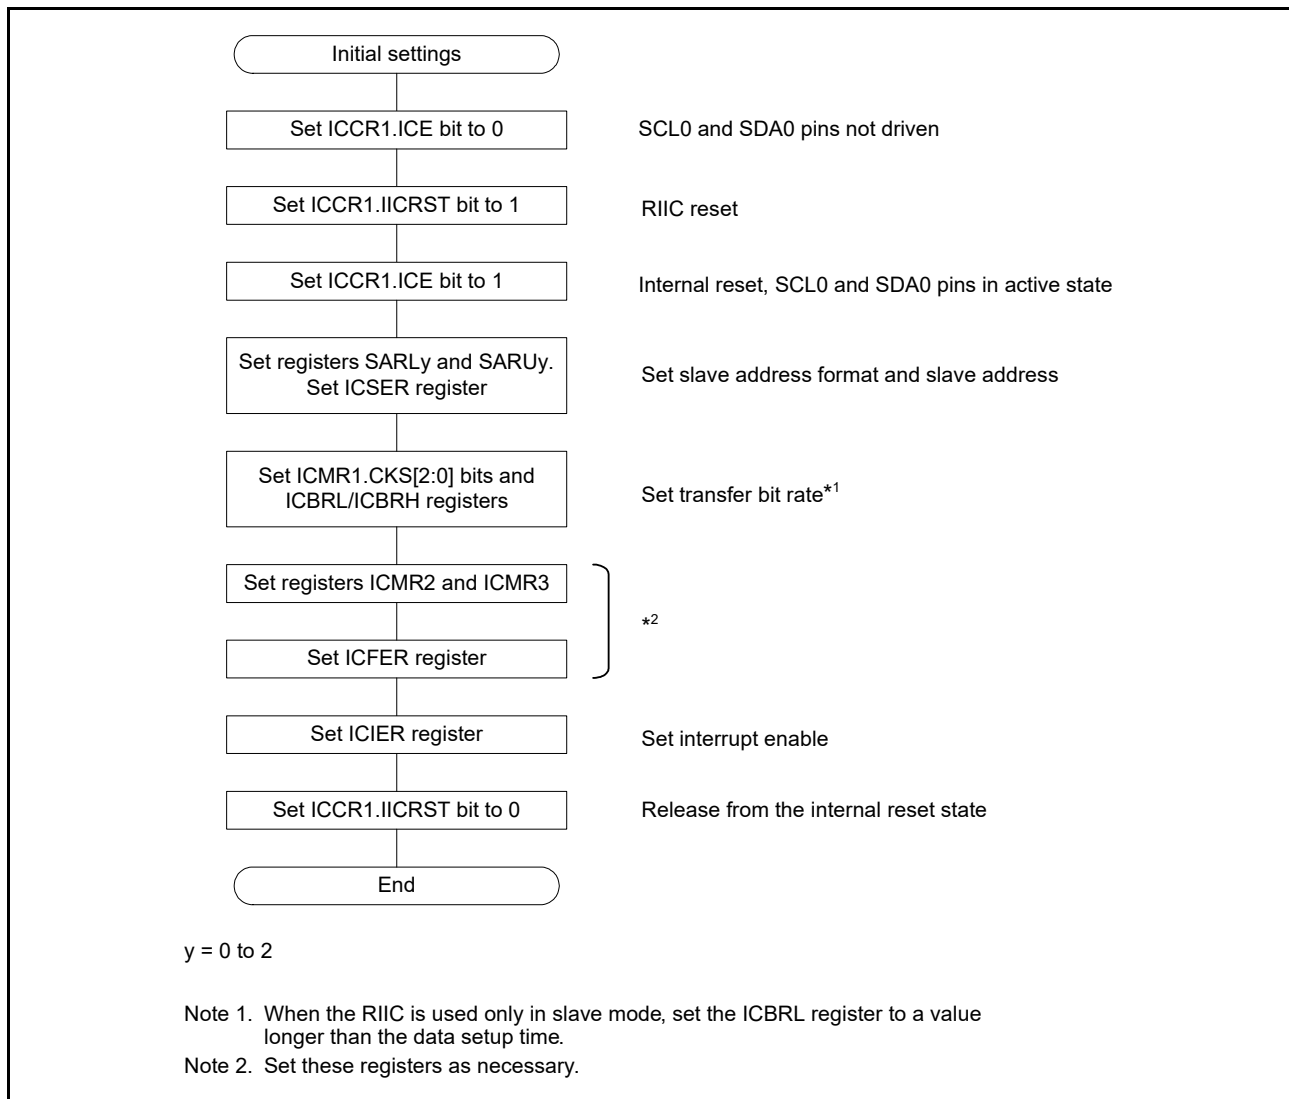 Initial settings
Set ICCR1.ICE bit to 0
SCL0 and SDA0 pins not driven
Set ICCR1.IICRST bit to 1
RIIC reset
Set ICCR1.ICE bit to 1
Internal reset, SCL0 and SDA0 pins in active state
Set registers SARLy and SARUy.
Set ICSER register
Set slave address format and slave address
Set ICMR1.CKS[2:0] bits and
ICBRL/ICBRH registers
Set transfer bit rate*1
Set registers ICMR2 and ICMR3
*2
Set ICFER register
Set ICIER register
Set interrupt enable
Set ICCR1.IICRST bit to 0
Release from the internal reset state
End
y = 0 to 2
Note 1. When the RIIC is used only in slave mode, set the ICBRL register to a value
longer than the data setup time.
Note 2. Set these registers as necessary.